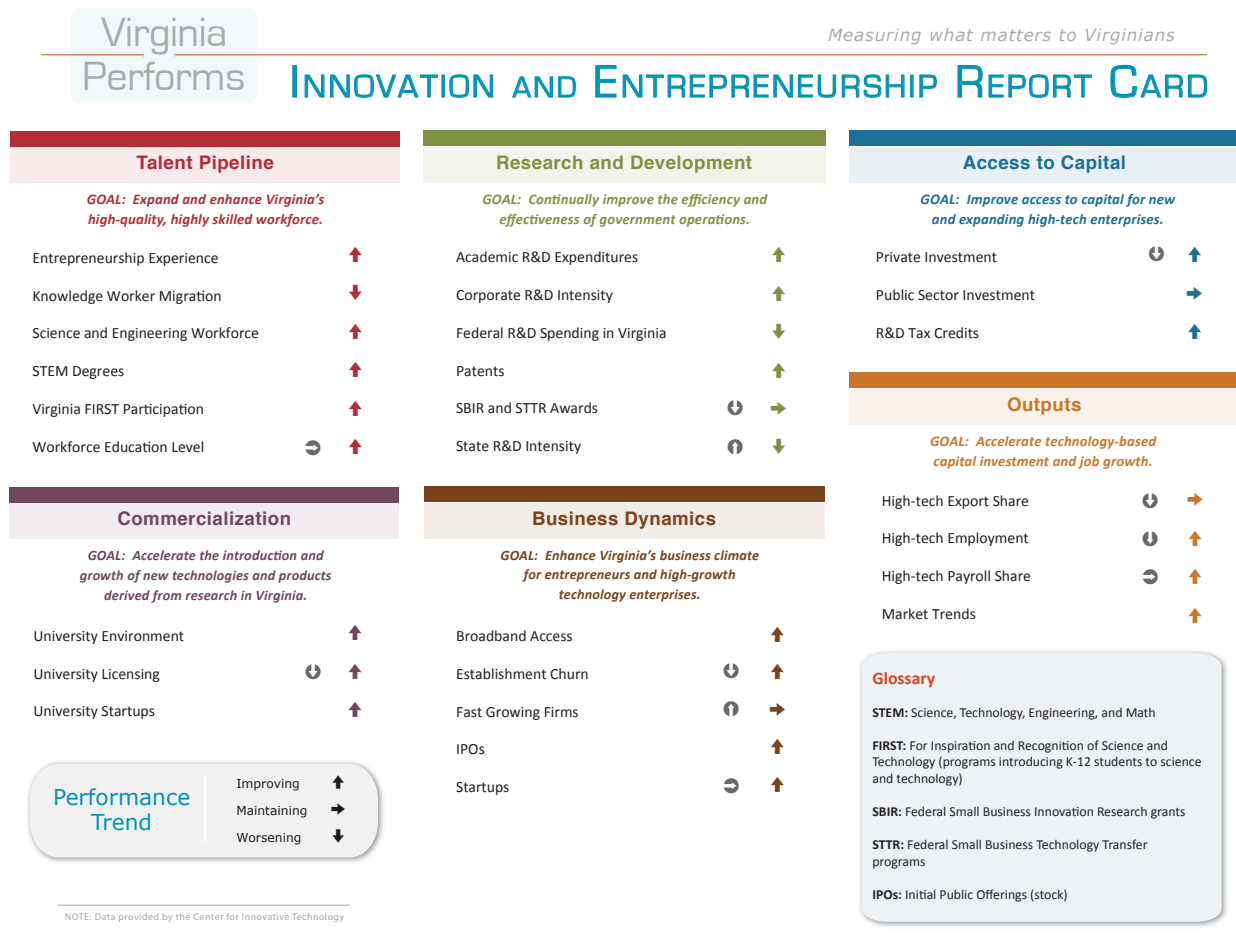 Virginia
Performs
Measuring what matters to Virginians
Innovation and Entrepreneurship Report Card
Talent Pipeline
GOAL: Expand and enhance Virginia's
high-quality, highly skilled workforce.
Entrepreneurship Experience
Knowledge Worker Migration
Science and Engineering Workforce
STEM Degrees
Virginia FIRST Participation
Workforce Education Level
Research and Development
GOAL: Continually improve the efficiency and
effectiveness of government operations.
Academic R&D Expenditures
Corporate R&D Intensity
Federal R&D Spending in Virginia
Patents
SBIR and STTR Awards
State R&D Intensity
Access to Capital
GOAL: Improve access to capital for new
and expanding high-tech enterprises.
Private Investment
Public Sector Investment
R&D Tax Credits
Commercialization
GOAL: Accelerate the introduction and
growth of new technologies and products
derived from research in Virginia.
University Environment
University Licensing
University Startups
Business Dynamics
GOAL: Enhance Virginia's business climate
for entrepreneurs and high-growth
technology enterprises.
Broadband Access
Establishment Churn
Fast Growing Firms
IPOs
Startups
Outputs
GOAL: Accelerate technology-based
capital investment and job growth.
High-tech Export Share
High-tech Employment
High-tech Payroll Share
Market Trends
Performance
Trend
Improving
Maintaining
Worsening
Glossary
STEM: Science, Technology, Engineering, and Math
FIRST: For Inspiration and Recognition of Science and
Technology (programs introducing K-12 students to science
and technology)
SBIR: Federal Small Business Innovation Research grants
STTR: Federal Small Business Technology Transfer
programs
IPOs: Initial Public Offerings (stock)
NOTE: Data provided by the Center for Innovative Technology